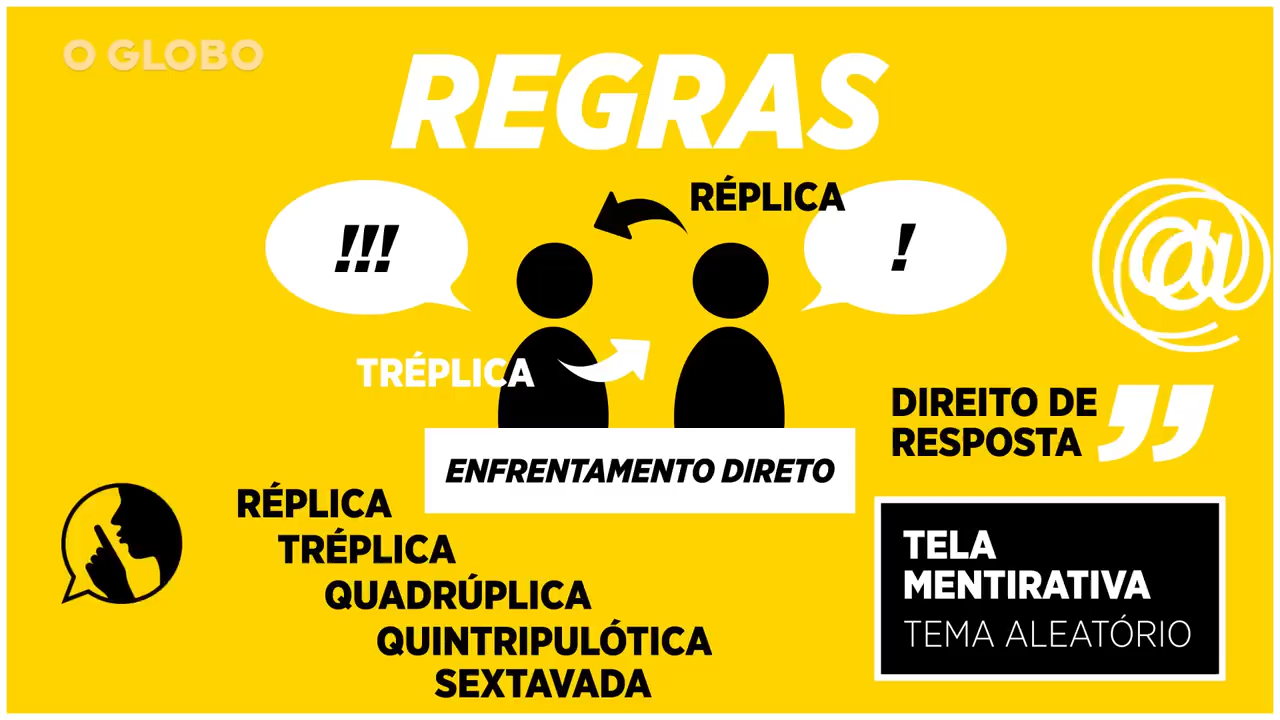 O GLOBO
REGRAS
RÉPLICA
!!!
!
@
TRÉPLICA
DIREITO DE
RESPOSTA ”
ENFRENTAMENTO DIRETO
RÉPLICA
TRÉPLICA
QUADRÚPLICA
QUINTRIPULÓTICA
SEXTAVADA
TELA
MENTIRATIVA
TEMA ALEATÓRIO